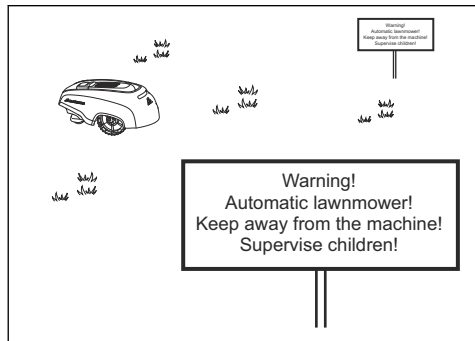 Warning!
Automatic lawnmower!
Keep away from the machine!
Supervise children!
Warning!
Automatic lawnmower!
Keep away from the machine!
Supervise children!